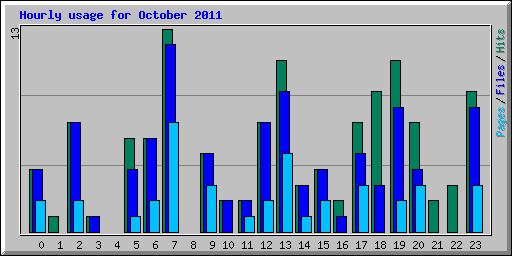 Hourly usage for October 2011
13
Pages / Files / Hits
0 1 2 3 4 5 6 7 8 9 10 11 12 13 14 15 16 17 18 19 20 21 22 23